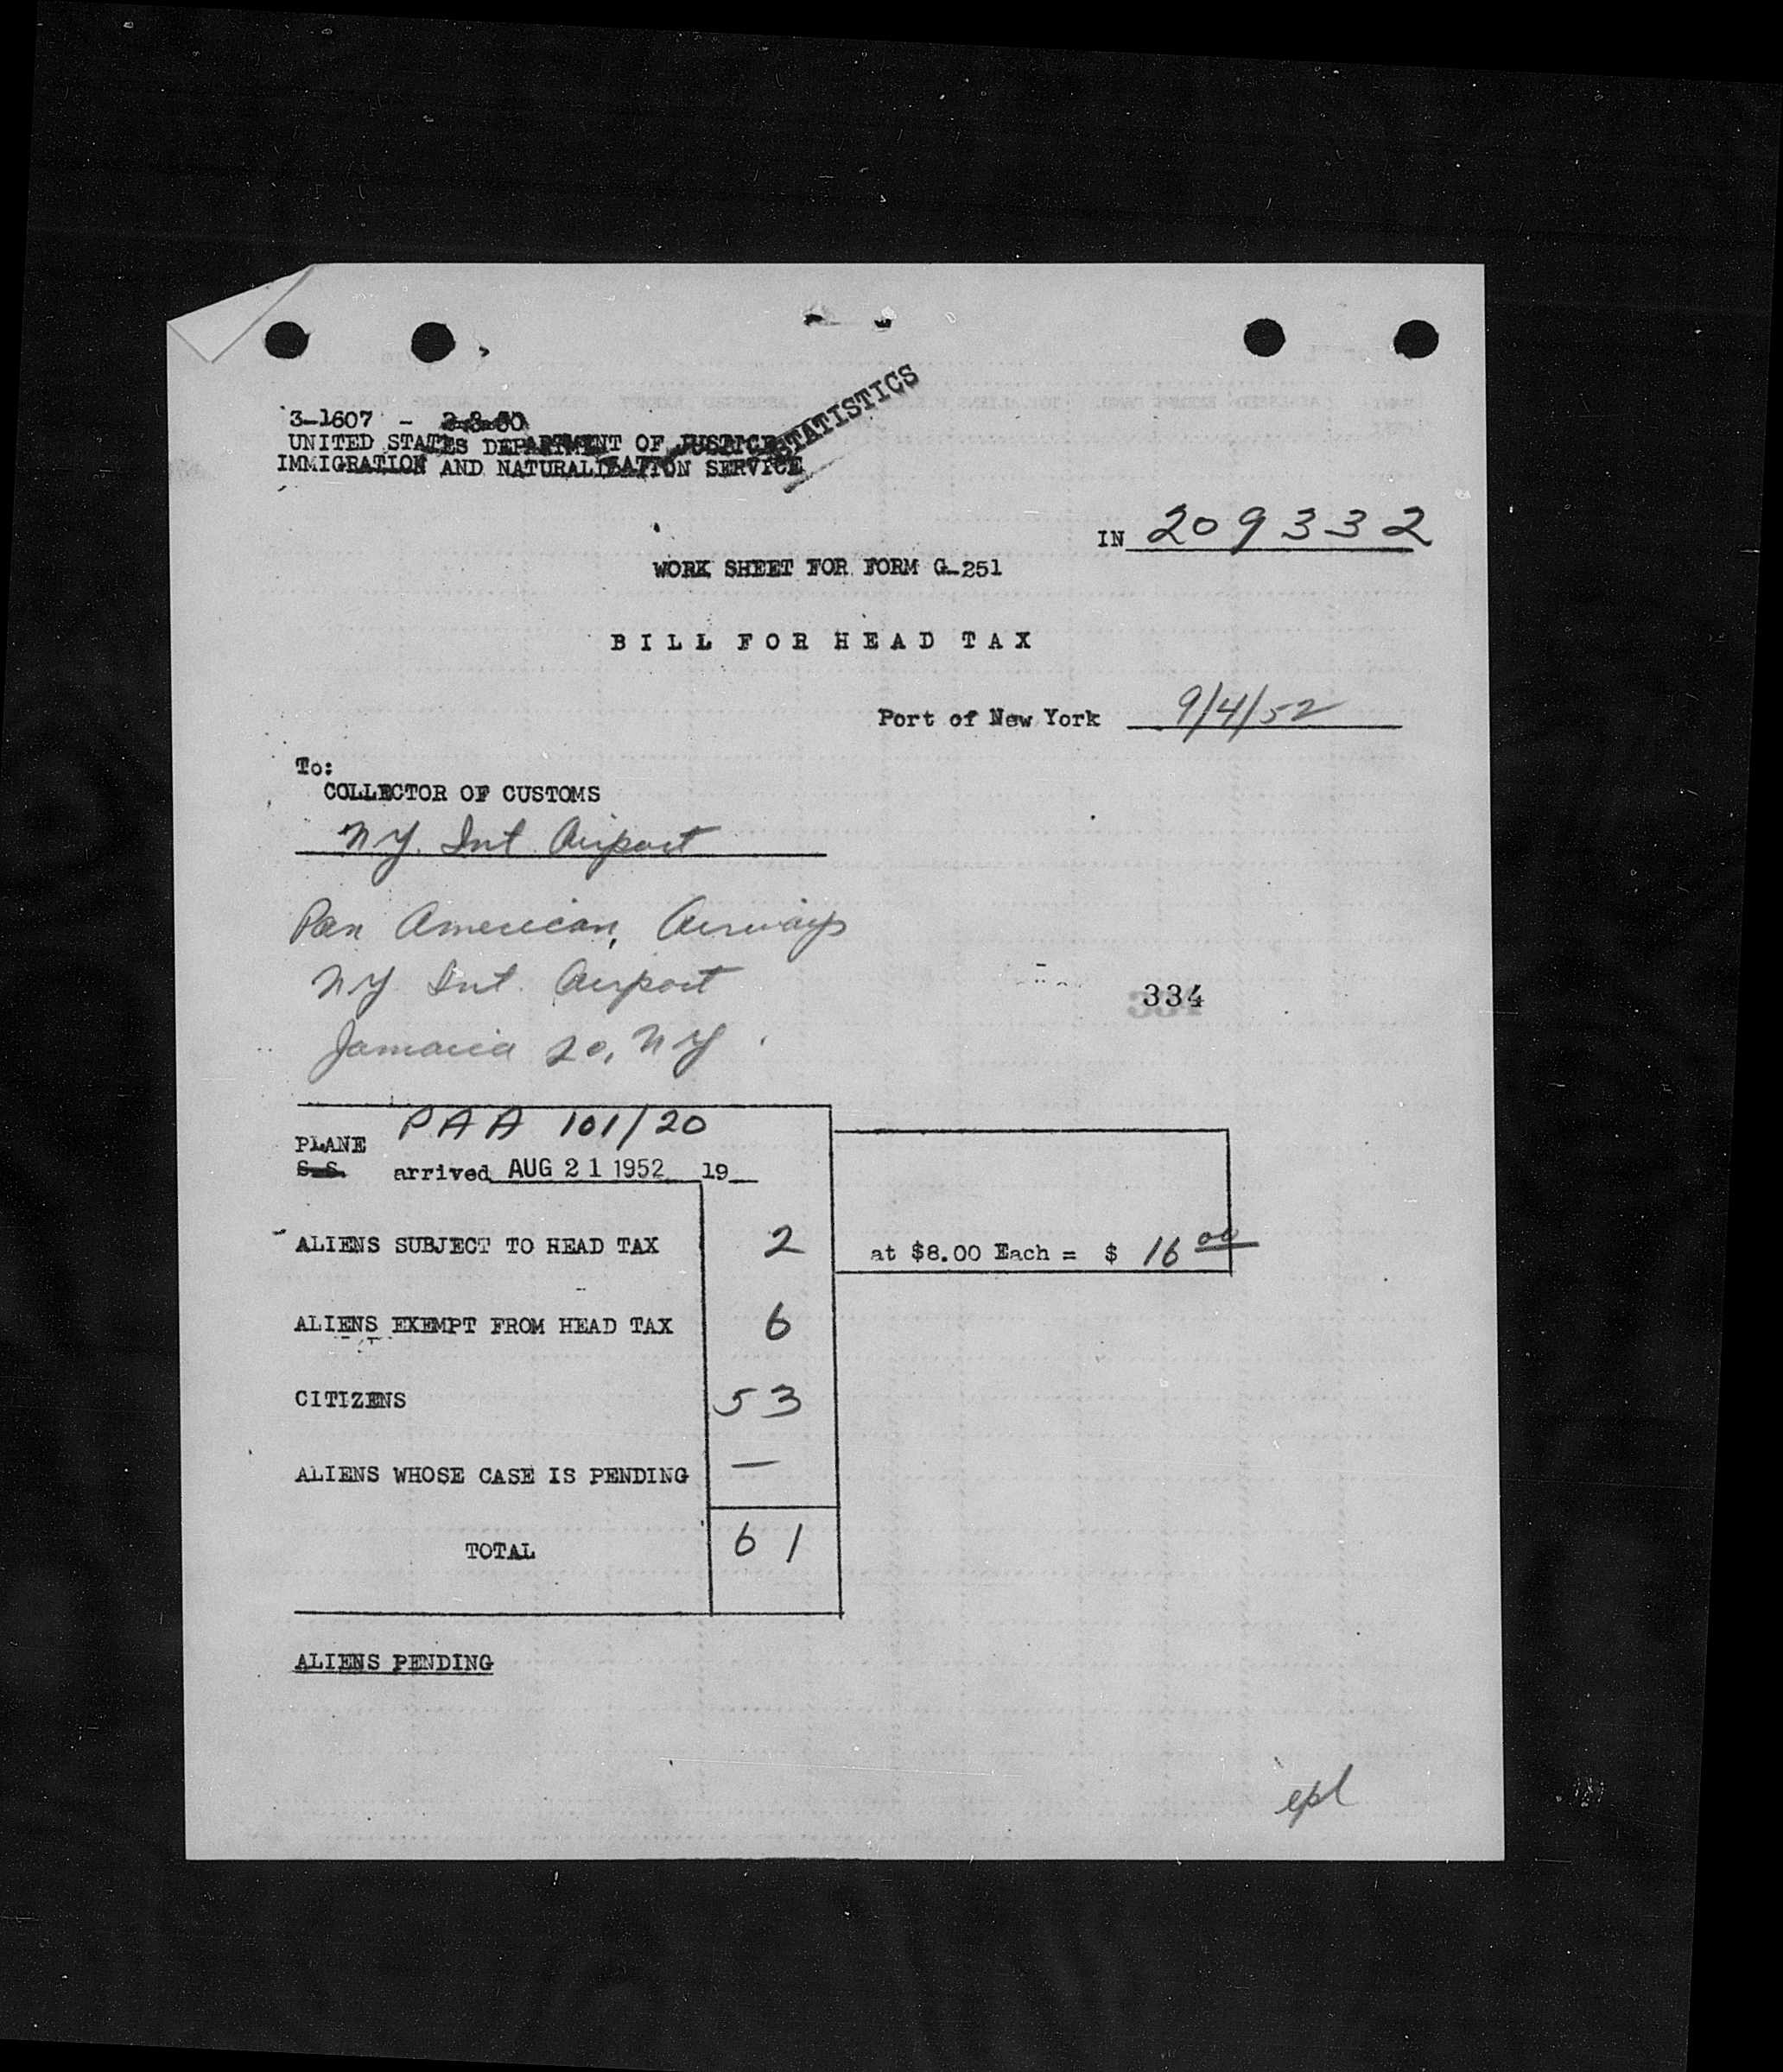 STATISTICS
3-1607 -
UNITED STATES DEPARTMENT OF JUSTICE
IMMIGRATION AND NATURALIZATION SERVICE
IN 209332
WORK SHEET FOR FORM G-251
BILL FOR HEAD TAX
Port of New York 9/4/52
To:
COLLECTOR OF CUSTOMS
NY. Int Airport
Pan American Airways
NY Int. Airport
334
Jamaica 20, NY.
PAA 101/20
PLANE
S.S. arrived AUG 21 1952 19
ALIENS SUBJECT TO HEAD TAX 2 at $8.00 Each = $ 16 00
ALIENS EXEMPT FROM HEAD TAX 6
CITIZENS 53
ALIENS WHOSE CASE IS PENDING —
TOTAL 61
ALIENS PENDING
epl